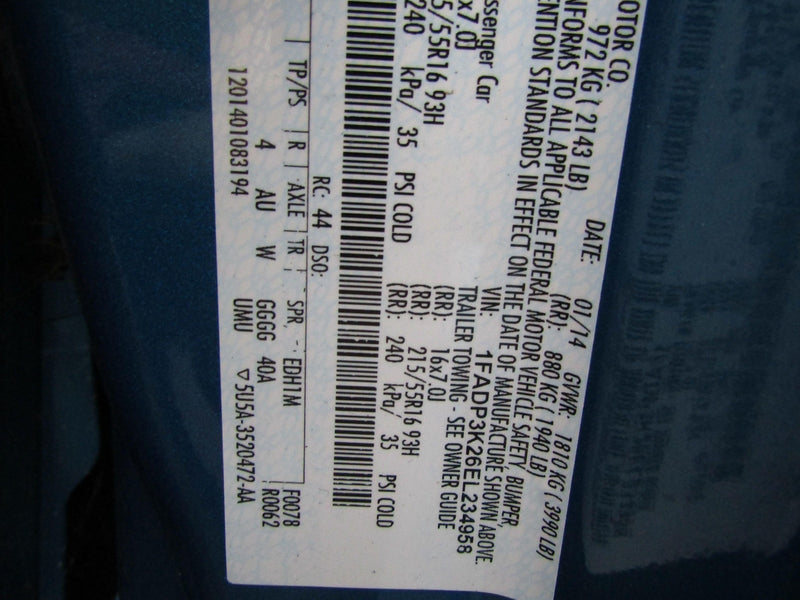 MOTOR CO.
DATE: 01/14 GVWR: 1810 KG ( 3990 LB)
972 KG ( 2143 LB) (RR): 880 KG ( 1940 LB)
NFORMS TO ALL APPLICABLE FEDERAL MOTOR VEHICLE SAFETY, BUMPER,
ENTION STANDARDS IN EFFECT ON THE DATE OF MANUFACTURE SHOWN ABOVE.
VIN: 1FADP3K26EL234958
ssenger Car TRAILER TOWING - SEE OWNER GUIDE
x7.0J (RR): 16x7.0J
5/55R16 93H (RR): 215/55R16 93H
240 kPa/ 35 PSI COLD (RR): 240 kPa/ 35 PSI COLD
RC: 44 DSO:
F0078
TP/PS R AXLE TR SPR, - EDH1M R0062
4 AU W GGGG 40A
1201401083194 UMU ▽5U5A-3520472-AA